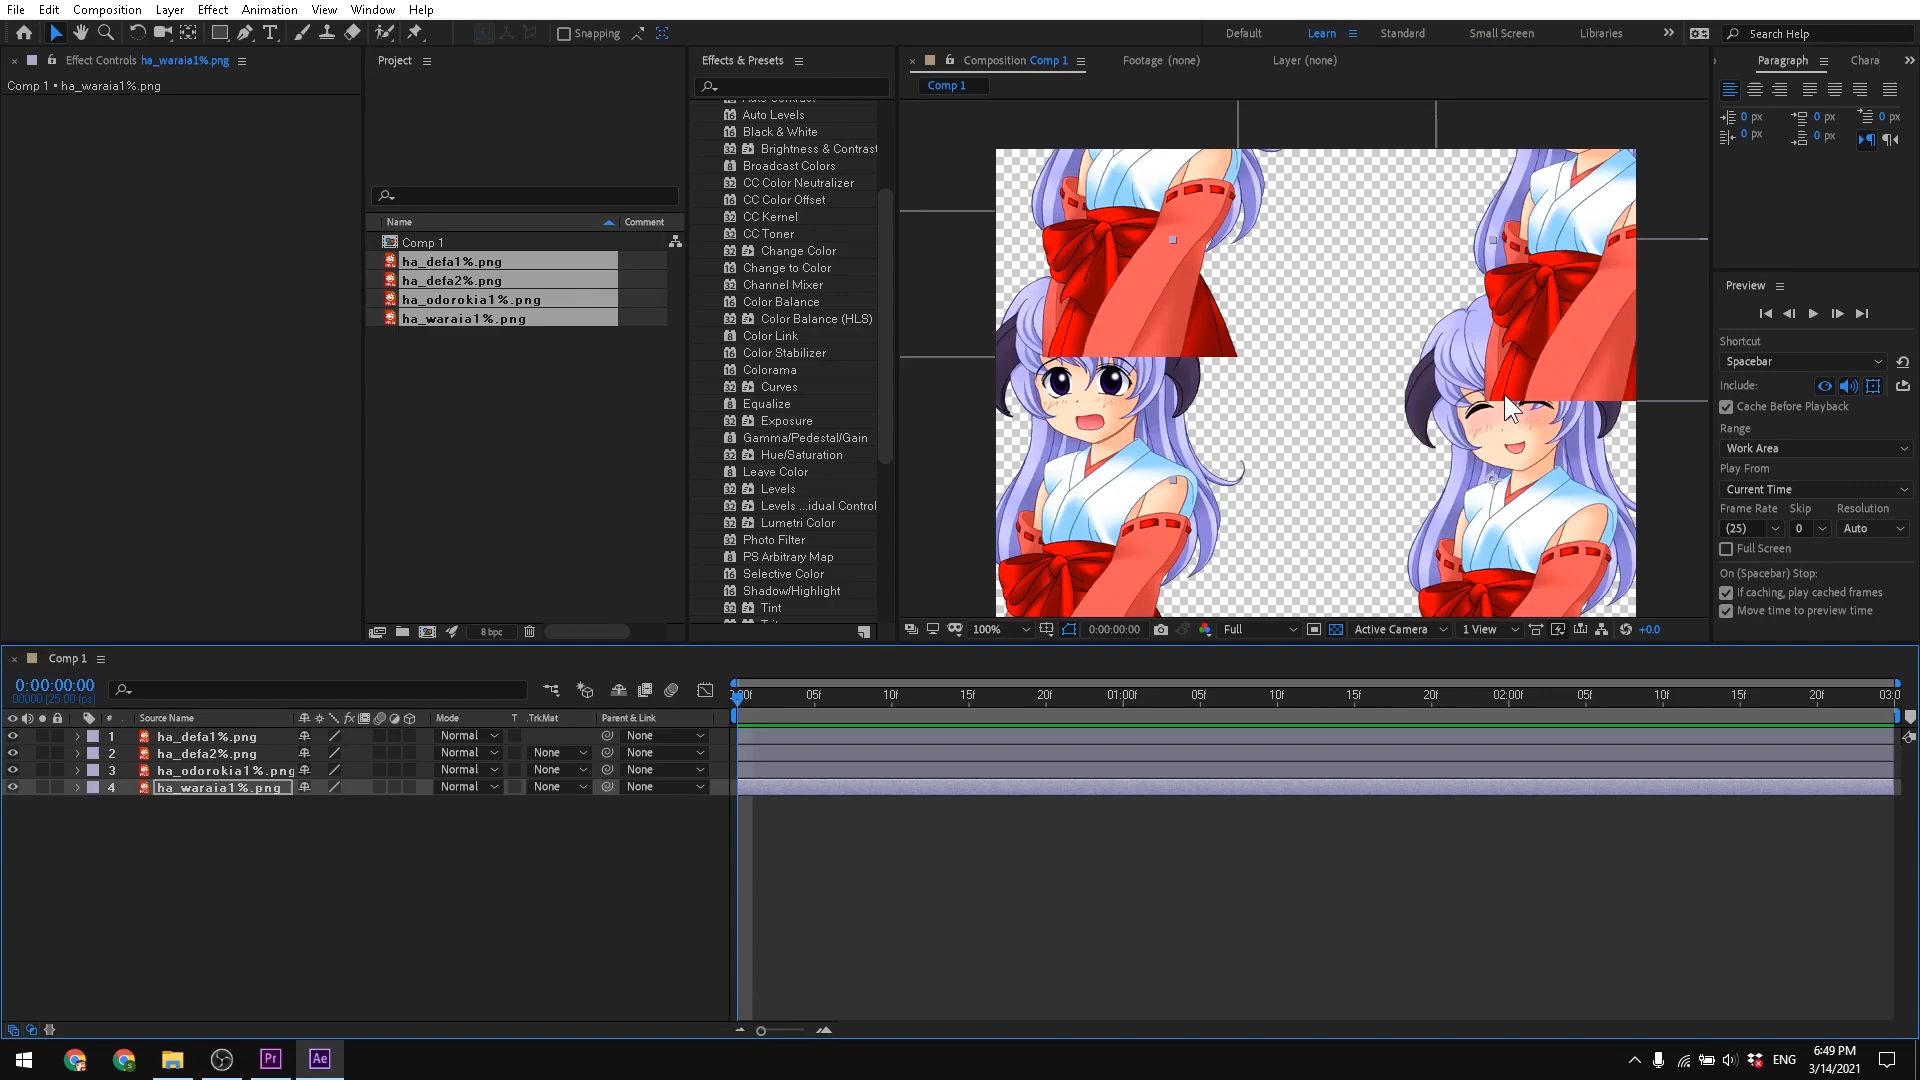 File Edit Composition Layer Effect Animation View Window Help
Snapping
Default Learn Standard Small Screen Libraries
Search Help
Effect Controls ha_waraia1%.png
Comp 1 • ha_waraia1%.png
Project
Name Comment
Comp 1
ha_defa1%.png
ha_defa2%.png
ha_odorokia1%.png
ha_waraia1%.png
8 bpc
Effects & Presets
Auto Contrast
Auto Levels
Black & White
Brightness & Contrast
Broadcast Colors
CC Color Neutralizer
CC Color Offset
CC Kernel
CC Toner
Change Color
Change to Color
Channel Mixer
Color Balance
Color Balance (HLS)
Color Link
Color Stabilizer
Colorama
Curves
Equalize
Exposure
Gamma/Pedestal/Gain
Hue/Saturation
Leave Color
Levels
Levels ...idual Control
Lumetri Color
Photo Filter
PS Arbitrary Map
Selective Color
Shadow/Highlight
Tint
Composition Comp 1
Footage (none)
Layer (none)
Comp 1
100% 0:00:00:00 Full Active Camera 1 View +0.0
Paragraph Chara
0 px 0 px 0 px
0 px 0 px
Preview
Shortcut
Spacebar
Include:
Cache Before Playback
Range
Work Area
Play From
Current Time
Frame Rate Skip Resolution
(25) 0 Auto
Full Screen
On (Spacebar) Stop:
If caching, play cached frames
Move time to preview time
Comp 1
0:00:00:00
00000 (25.00 fps)
# Source Name Mode T .TrkMat Parent & Link
1 ha_defa1%.png Normal None
2 ha_defa2%.png Normal None None
3 ha_odorokia1%.png Normal None None
4 ha_waraia1%.png Normal None None
:00f 05f 10f 15f 20f 01:00f 05f 10f 15f 20f 02:00f 05f 10f 15f 20f 03:0
Pr Ae
ENG
6:49 PM
3/14/2021